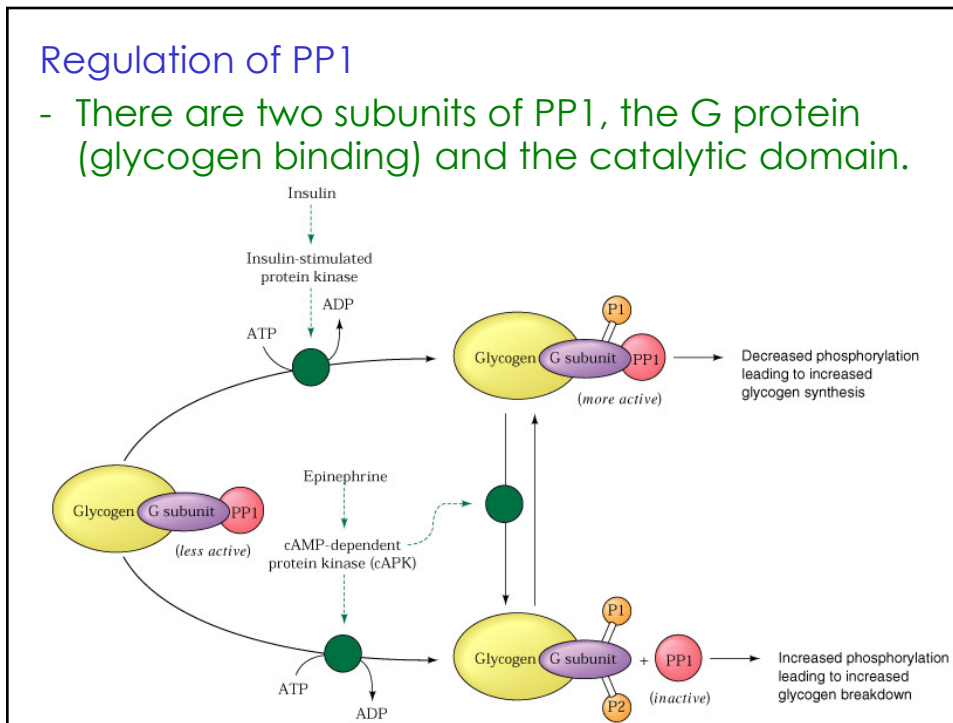 Regulation of PP1
- There are two subunits of PP1, the G protein
(glycogen binding) and the catalytic domain.
Insulin
Insulin-stimulated
protein kinase
ATP
ADP
P1
Glycogen G subunit PP1
(more active)
Decreased phosphorylation
leading to increased
glycogen synthesis
Glycogen G subunit PP1
(less active)
Epinephrine
cAMP-dependent
protein kinase (cAPK)
ATP
ADP
P1
Glycogen G subunit + PP1
P2
(inactive)
Increased phosphorylation
leading to increased
glycogen breakdown